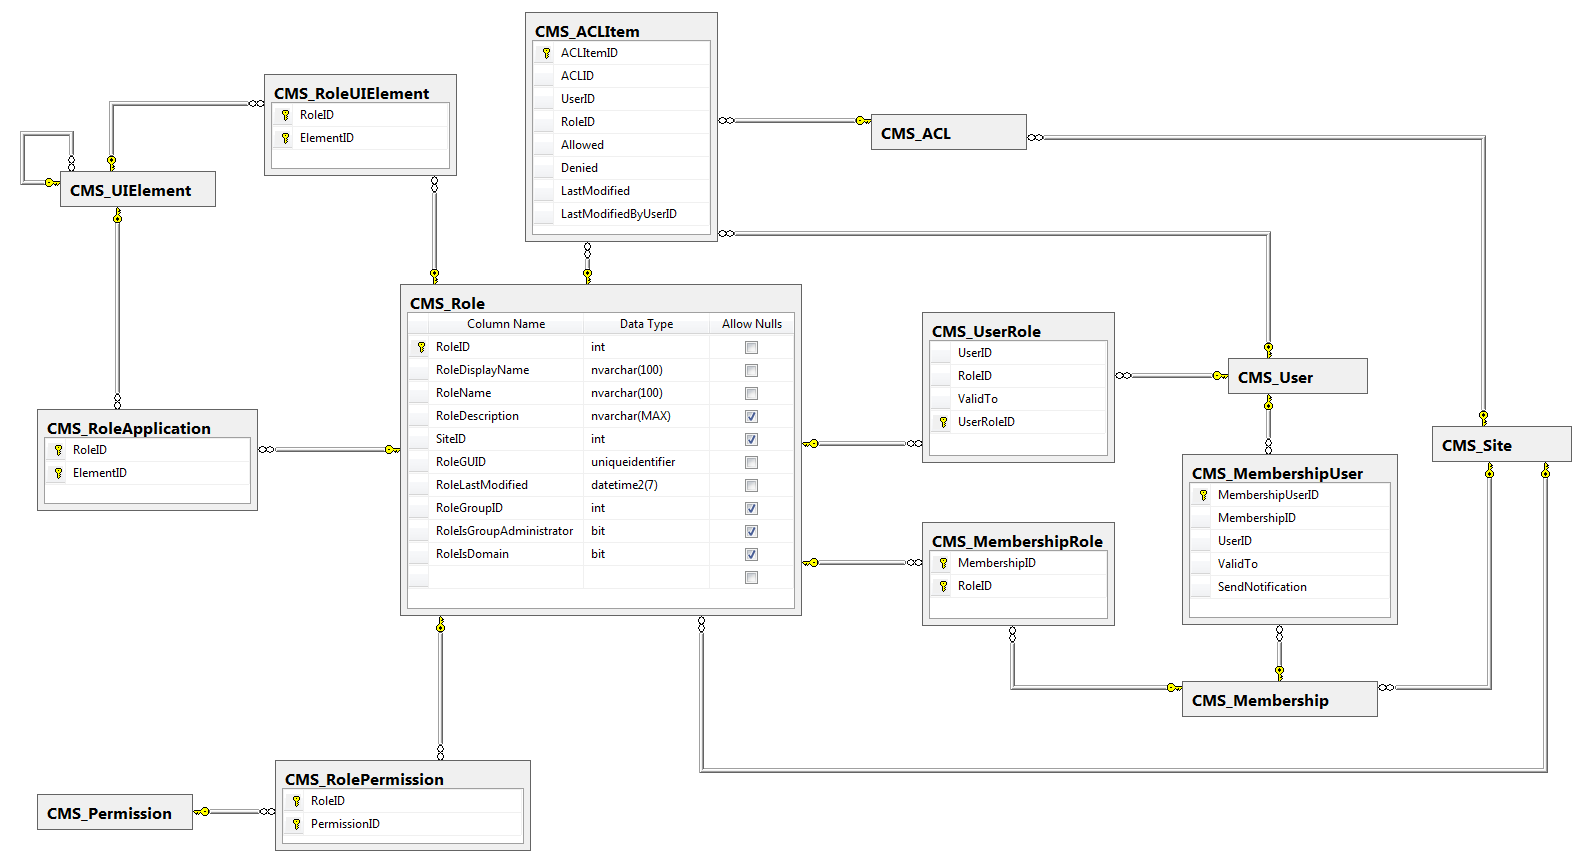 CMS_ACLItem
ACLItemID
ACLID
UserID
RoleID
Allowed
Denied
LastModified
LastModifiedByUserID
CMS_RoleUIElement
RoleID
ElementID
CMS_ACL
CMS_UIElement
CMS_Role
Column Name Data Type Allow Nulls
RoleID int
RoleDisplayName nvarchar(100)
RoleName nvarchar(100)
RoleDescription nvarchar(MAX)
SiteID int
RoleGUID uniqueidentifier
RoleLastModified datetime2(7)
RoleGroupID int
RoleIsGroupAdministrator bit
RoleIsDomain bit
CMS_UserRole
UserID
RoleID
ValidTo
UserRoleID
CMS_User
CMS_Site
CMS_RoleApplication
RoleID
ElementID
CMS_MembershipUser
MembershipUserID
MembershipID
UserID
ValidTo
SendNotification
CMS_MembershipRole
MembershipID
RoleID
CMS_Membership
CMS_RolePermission
RoleID
PermissionID
CMS_Permission